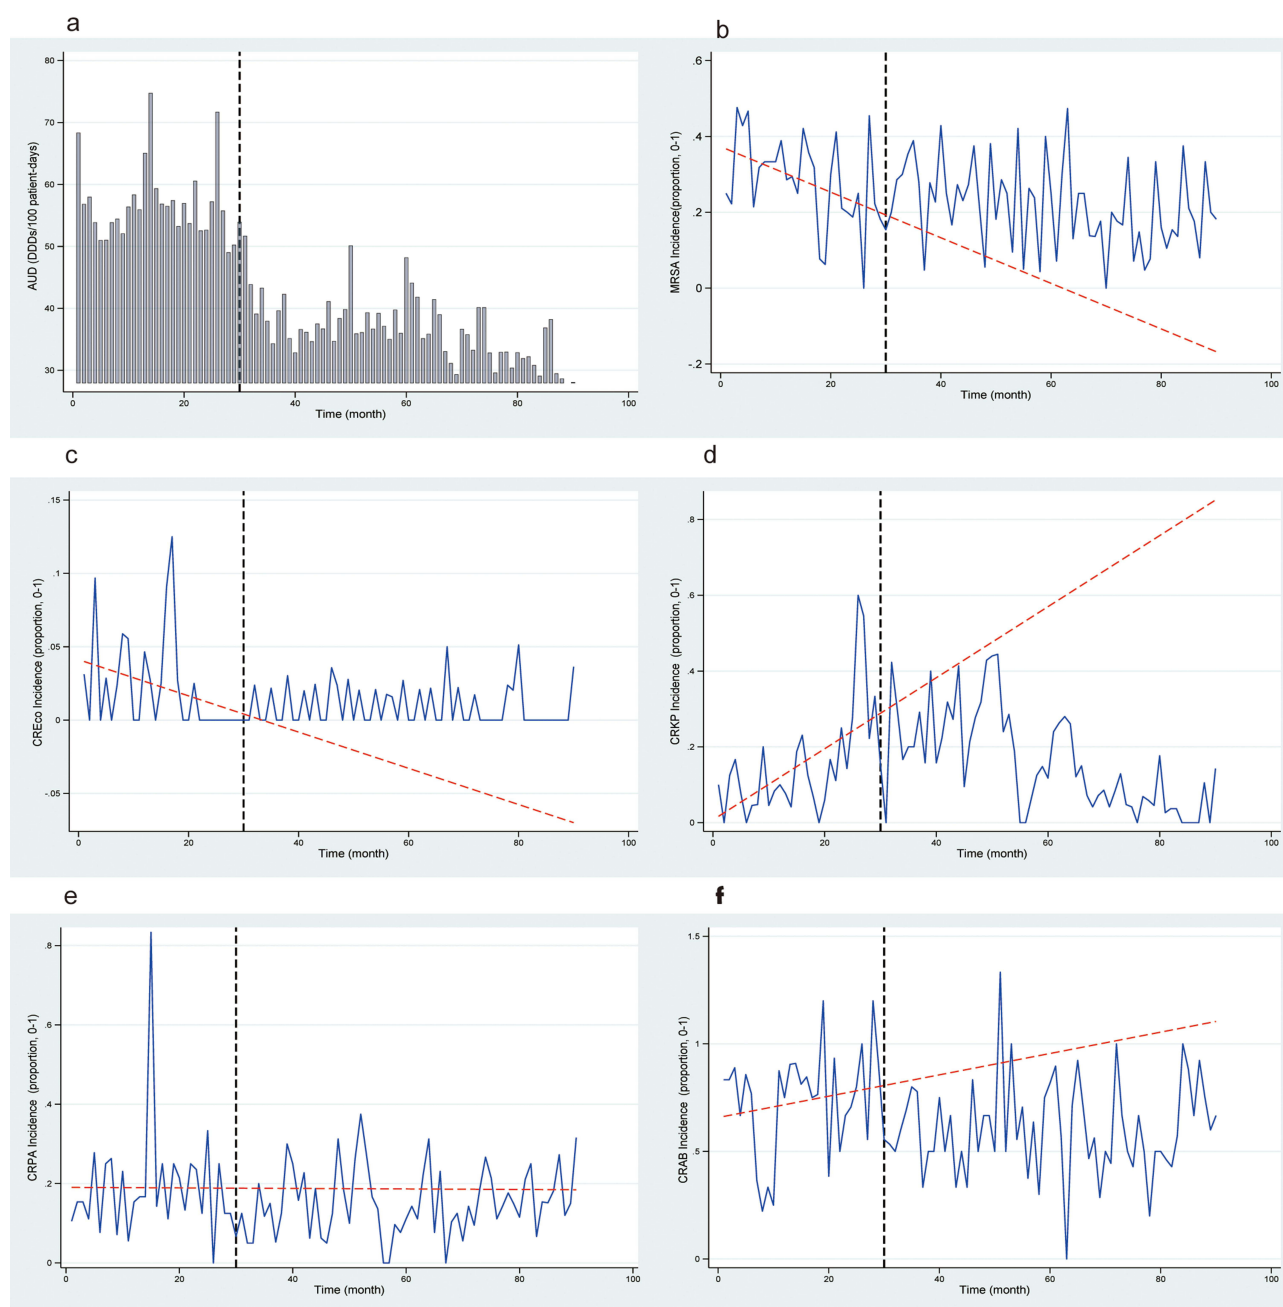 a
80
70
60
50
40
30
AUD (DDDs/100 patient-days)
0 20 40 60 80 100
Time (month)
b
.6
.4
.2
0
-.2
MRSA Incidence(proportion, 0-1)
0 20 40 60 80 100
Time (month)
c
.15
.1
.05
0
-.05
CREco Incidence (proportion, 0-1)
0 20 40 60 80 100
Time (month)
d
.8
.6
.4
.2
0
CRKP Incidence (proportion, 0-1)
0 20 40 60 80 100
Time (month)
e
.8
.6
.4
.2
0
CRPA Incidence (proportion, 0-1)
0 20 40 60 80 100
Time (month)
f
1.5
1
.5
0
CRAB Incidence (proportion, 0-1)
0 20 40 60 80 100
Time (month)